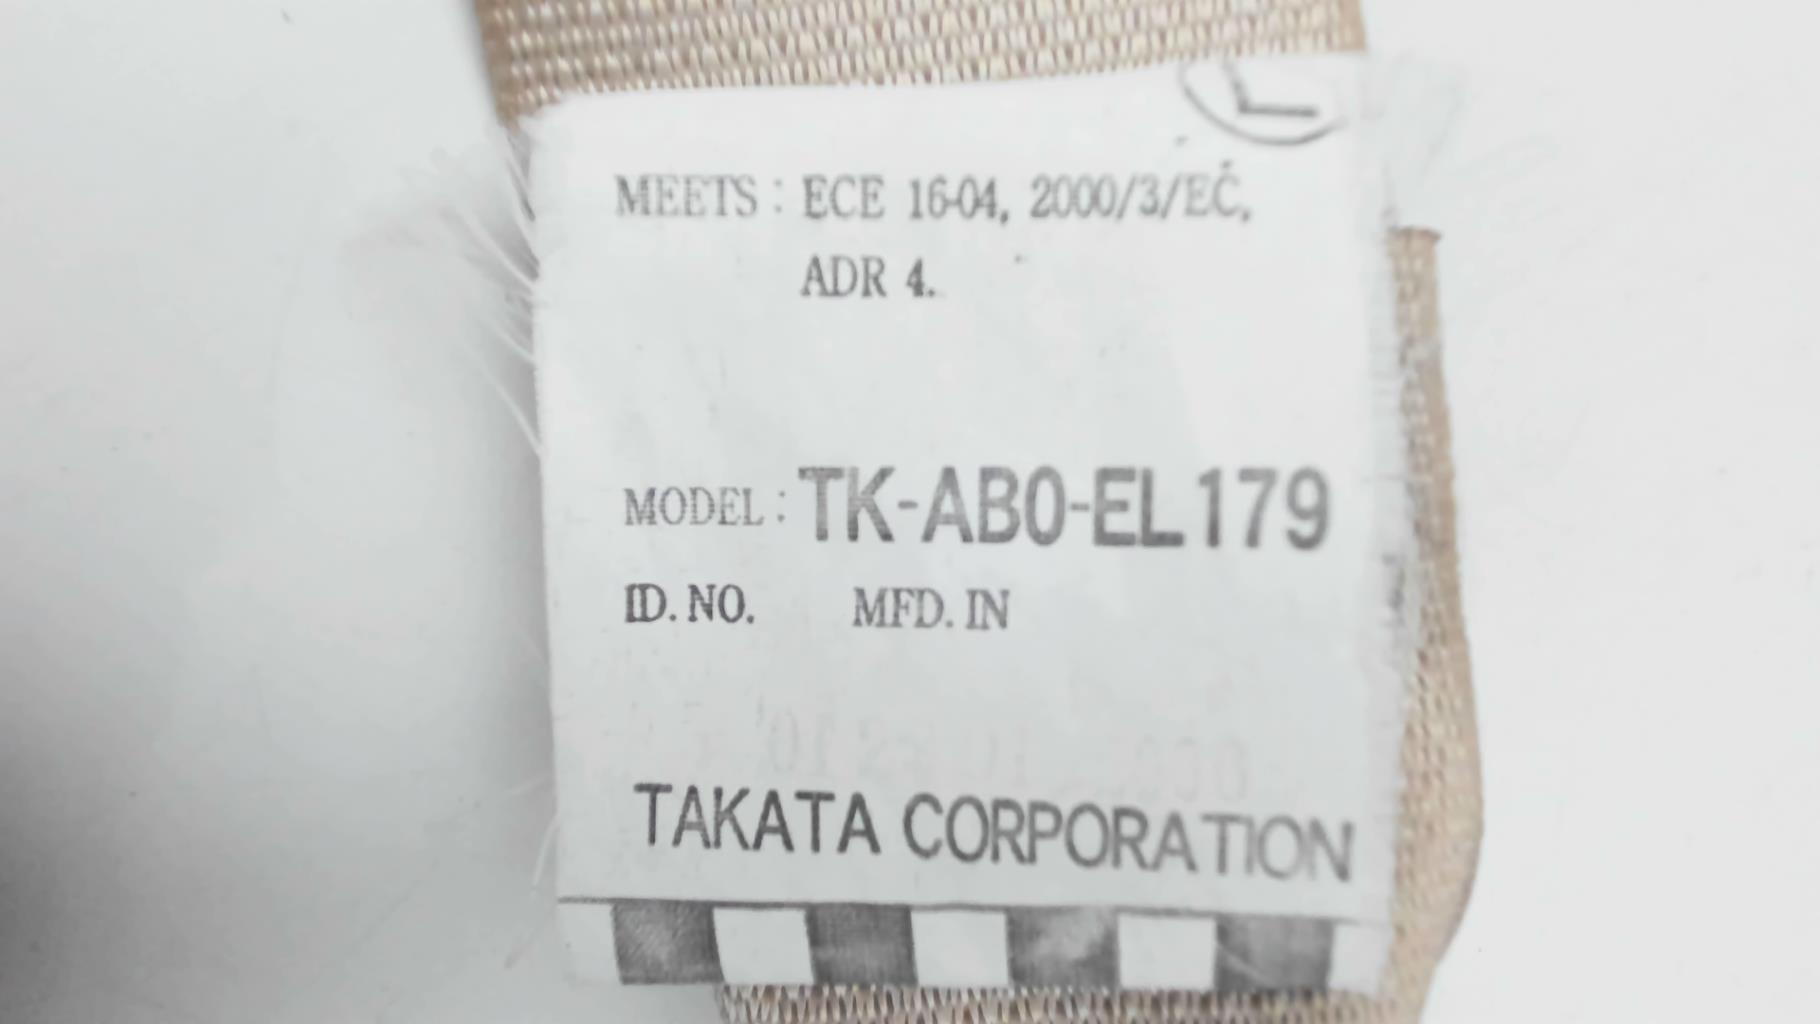 L
MEETS : ECE 16-04, 2000/3/EC,
ADR 4.
MODEL : TK-AB0-EL179
ID. NO. MFD. IN
TAKATA CORPORATION